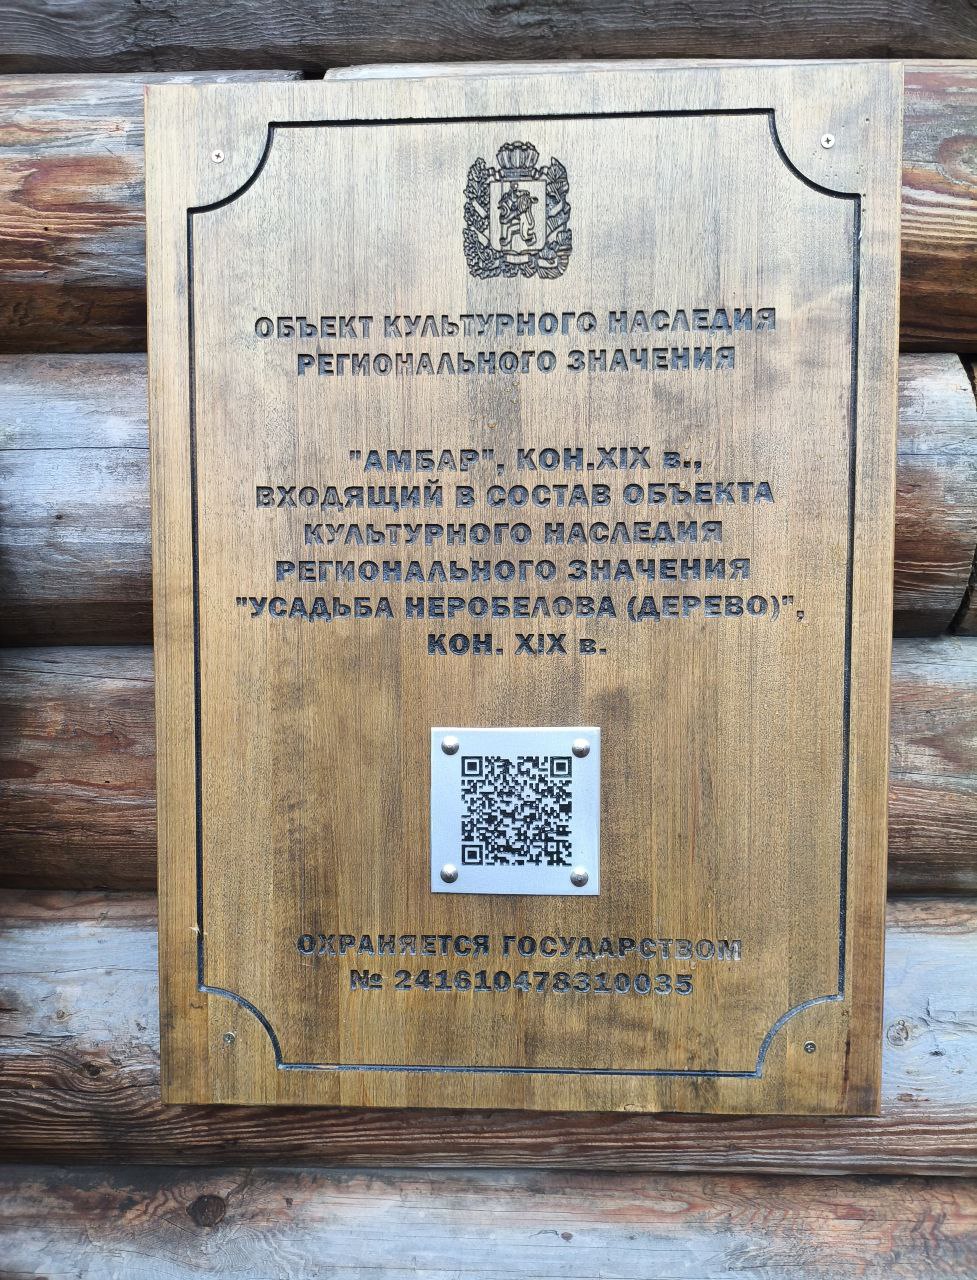 ОБЪЕКТ КУЛЬТУРНОГО НАСЛЕДИЯ
РЕГИОНАЛЬНОГО ЗНАЧЕНИЯ
"АМБАР", КОН.XIX в.,
ВХОДЯЩИЙ В СОСТАВ ОБЪЕКТА
КУЛЬТУРНОГО НАСЛЕДИЯ
РЕГИОНАЛЬНОГО ЗНАЧЕНИЯ
"УСАДЬБА НЕРОБЕЛОВА (ДЕРЕВО)",
КОН. XIX в.
ОХРАНЯЕТСЯ ГОСУДАРСТВОМ
№ 241610478310035